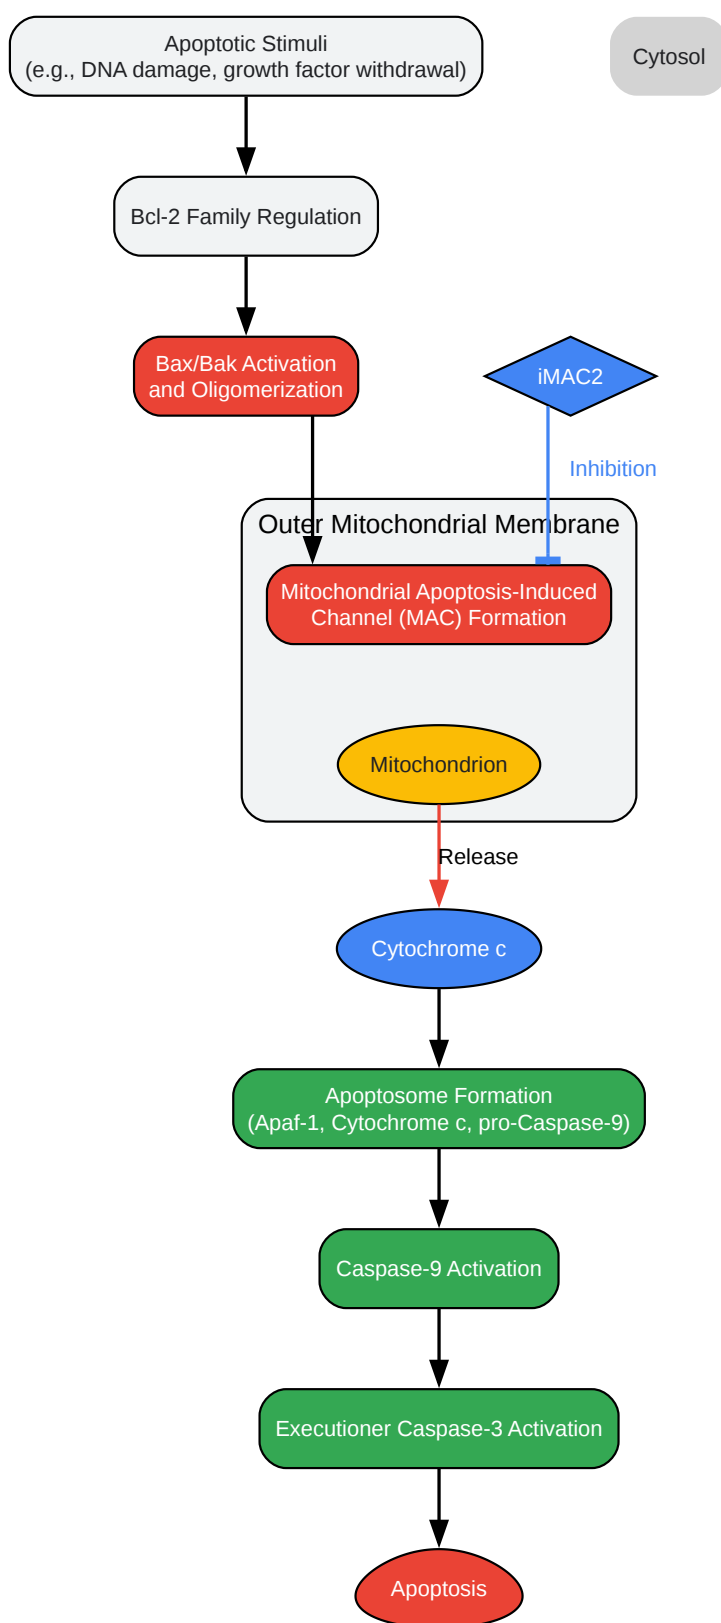 Apoptotic Stimuli
(e.g., DNA damage, growth factor withdrawal)
Cytosol
Bcl-2 Family Regulation
Bax/Bak Activation
and Oligomerization
iMAC2
Inhibition
Outer Mitochondrial Membrane
Mitochondrial Apoptosis-Induced
Channel (MAC) Formation
Mitochondrion
Release
Cytochrome c
Apoptosome Formation
(Apaf-1, Cytochrome c, pro-Caspase-9)
Caspase-9 Activation
Executioner Caspase-3 Activation
Apoptosis